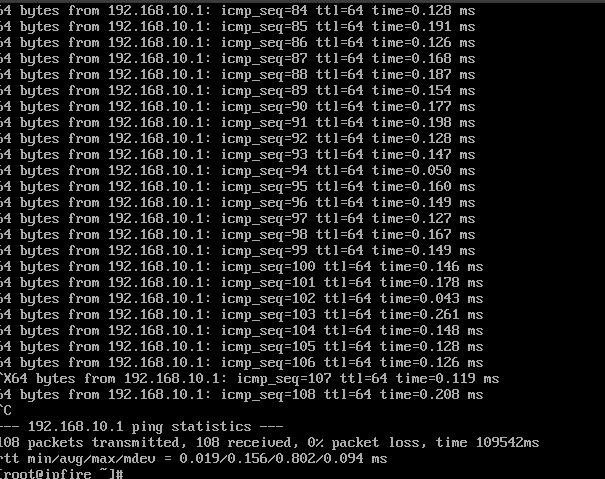 64 bytes from 192.168.10.1: icmp_seq=84 ttl=64 time=0.128 ms
64 bytes from 192.168.10.1: icmp_seq=85 ttl=64 time=0.191 ms
64 bytes from 192.168.10.1: icmp_seq=86 ttl=64 time=0.126 ms
64 bytes from 192.168.10.1: icmp_seq=87 ttl=64 time=0.168 ms
64 bytes from 192.168.10.1: icmp_seq=88 ttl=64 time=0.187 ms
64 bytes from 192.168.10.1: icmp_seq=89 ttl=64 time=0.154 ms
64 bytes from 192.168.10.1: icmp_seq=90 ttl=64 time=0.177 ms
64 bytes from 192.168.10.1: icmp_seq=91 ttl=64 time=0.198 ms
64 bytes from 192.168.10.1: icmp_seq=92 ttl=64 time=0.128 ms
64 bytes from 192.168.10.1: icmp_seq=93 ttl=64 time=0.147 ms
64 bytes from 192.168.10.1: icmp_seq=94 ttl=64 time=0.050 ms
64 bytes from 192.168.10.1: icmp_seq=95 ttl=64 time=0.160 ms
64 bytes from 192.168.10.1: icmp_seq=96 ttl=64 time=0.149 ms
64 bytes from 192.168.10.1: icmp_seq=97 ttl=64 time=0.127 ms
64 bytes from 192.168.10.1: icmp_seq=98 ttl=64 time=0.167 ms
64 bytes from 192.168.10.1: icmp_seq=99 ttl=64 time=0.149 ms
64 bytes from 192.168.10.1: icmp_seq=100 ttl=64 time=0.146 ms
64 bytes from 192.168.10.1: icmp_seq=101 ttl=64 time=0.178 ms
64 bytes from 192.168.10.1: icmp_seq=102 ttl=64 time=0.043 ms
64 bytes from 192.168.10.1: icmp_seq=103 ttl=64 time=0.261 ms
64 bytes from 192.168.10.1: icmp_seq=104 ttl=64 time=0.148 ms
64 bytes from 192.168.10.1: icmp_seq=105 ttl=64 time=0.128 ms
64 bytes from 192.168.10.1: icmp_seq=106 ttl=64 time=0.126 ms
^X64 bytes from 192.168.10.1: icmp_seq=107 ttl=64 time=0.119 ms
64 bytes from 192.168.10.1: icmp_seq=108 ttl=64 time=0.208 ms
^C
--- 192.168.10.1 ping statistics ---
108 packets transmitted, 108 received, 0% packet loss, time 109542ms
rtt min/avg/max/mdev = 0.019/0.156/0.802/0.094 ms
[root@ipfire ~]#